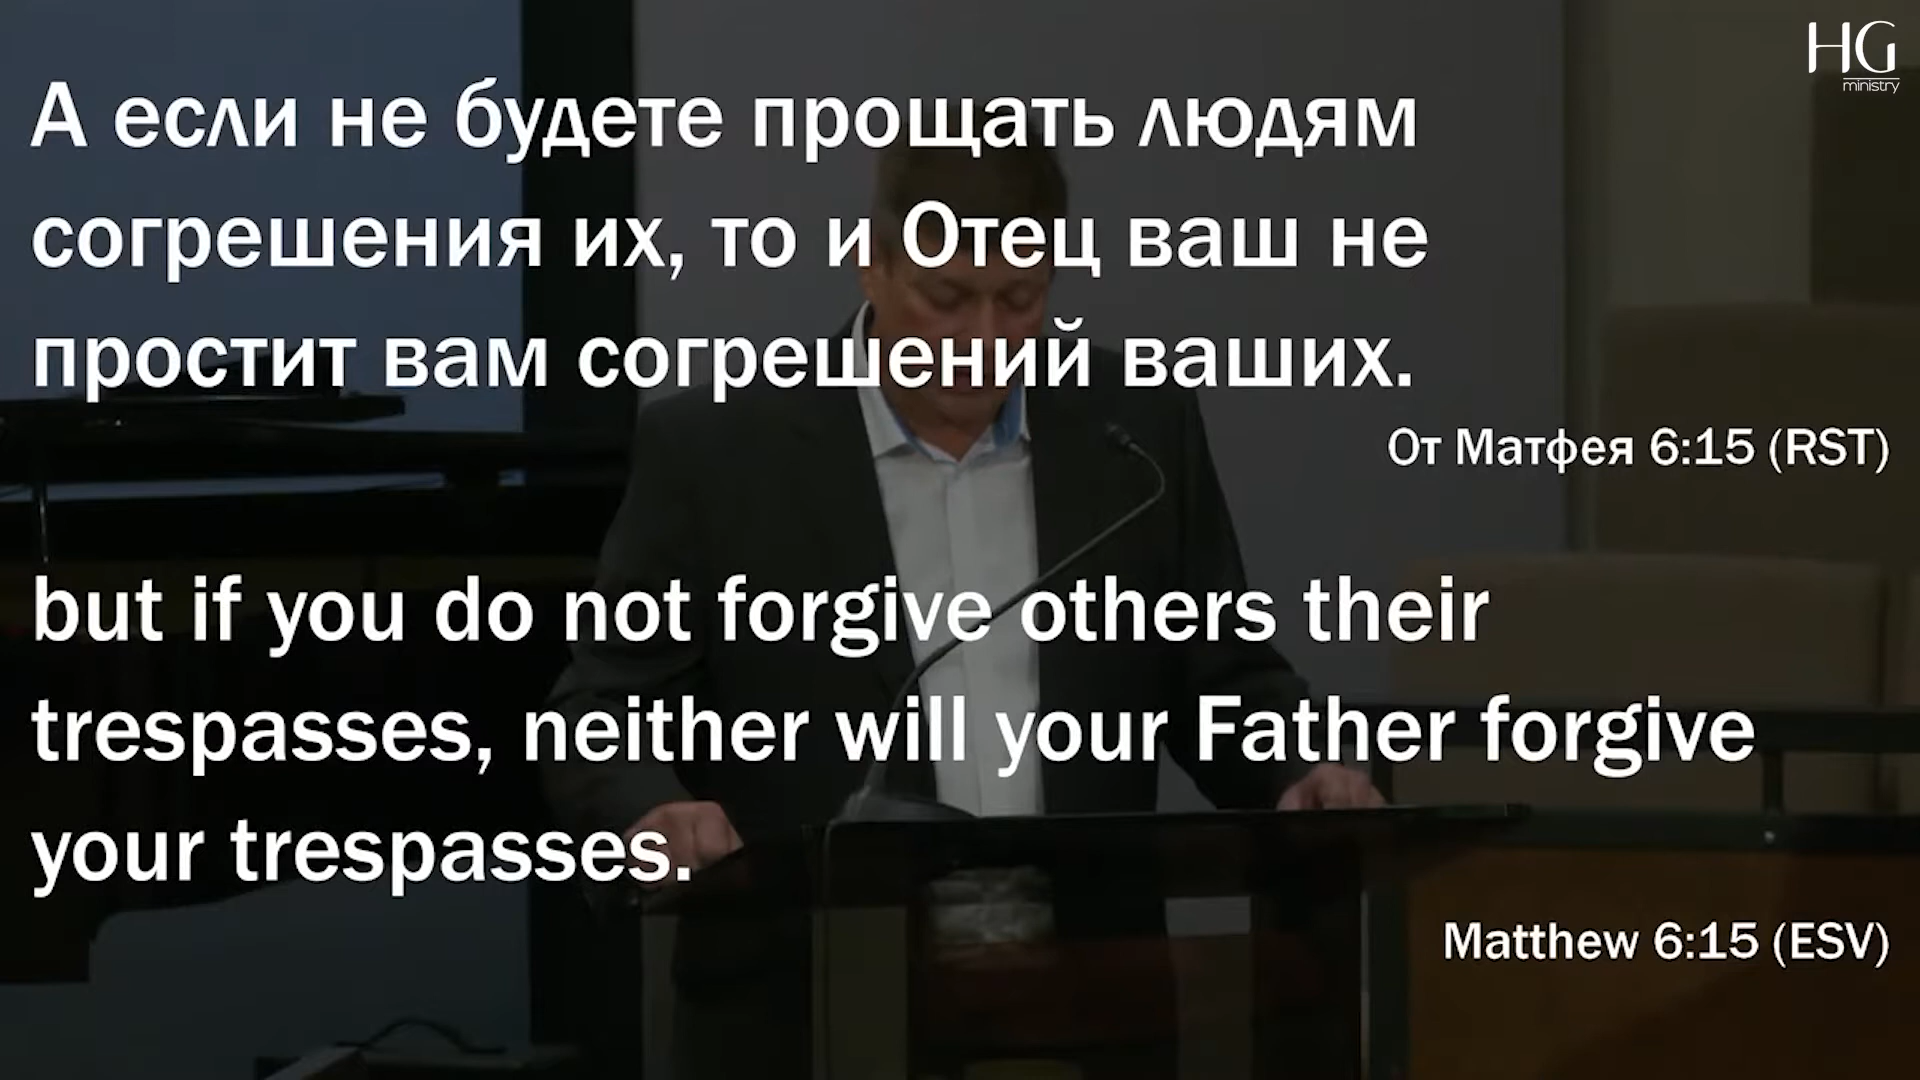 HG
ministry
А если не будете прощать людям
согрешения их, то и Отец ваш не
простит вам согрешений ваших.
От Матфея 6:15 (RST)
but if you do not forgive others their
trespasses, neither will your Father forgive
your trespasses.
Matthew 6:15 (ESV)